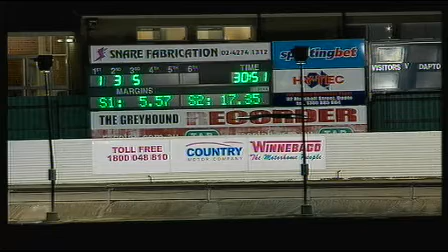 SNARE FABRICATION 02-4274-1312
sportingbet
1ST 2ND 3RD 4TH 5TH 6TH TIME
1 3 5 30:51
MARGINS
S1: 5.57 S2: 17.35
VISITORS V DAPTO
THE GREYHOUND RECORDER
TAB TAB
TOLL FREE
1800 048 810
COUNTRY
MOTOR COMPANY
WINNEBAGO
The Motorhome People